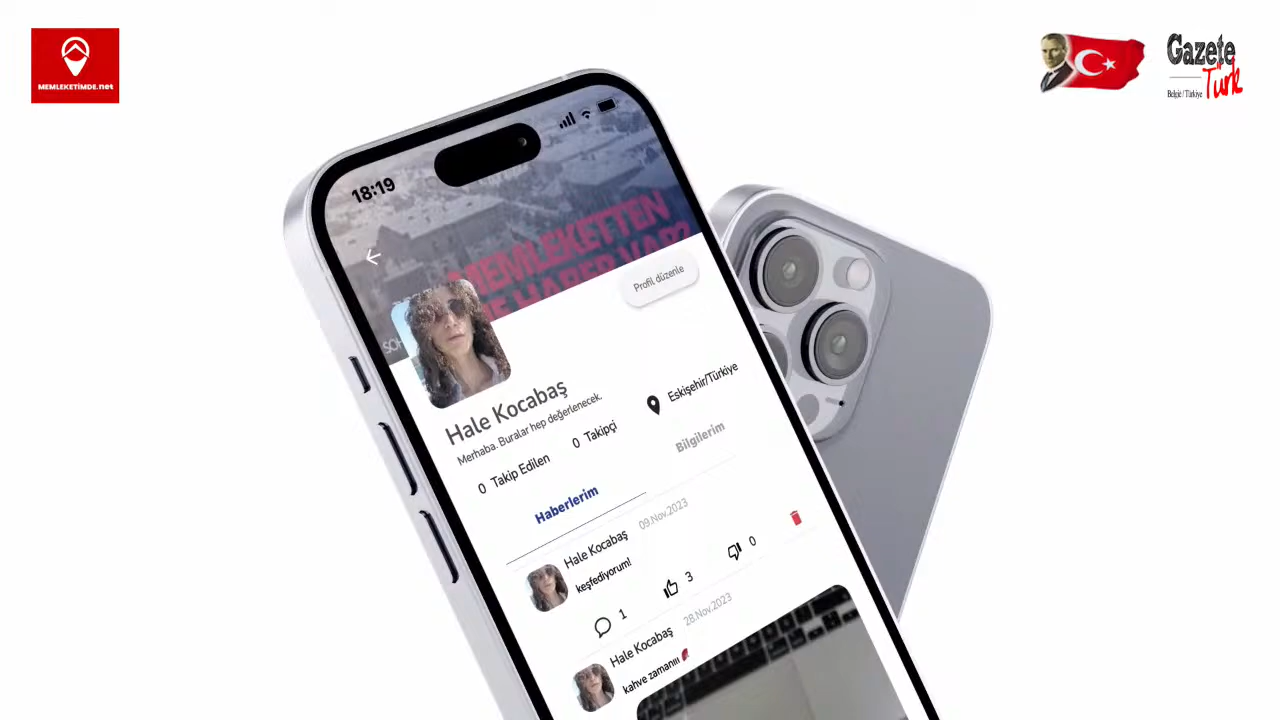 MEMLEKETİMDE.net
Gazete
Türk
Belçie / Türkiye
18:19
MEMLEKETTEN
HABER VAR?
Profil düzenle
Hale Kocabaş
Merhaba. Buralar hep değerlenecek.
Eskişehir/Türkiye
0 Takip Edilen
0 Takipçi
Haberlerim
Bilgilerim
Hale Kocabaş
09.Nov.2023
keşfediyorum!
1
3
0
Hale Kocabaş
28.Nov.2023
kahve zamanııı